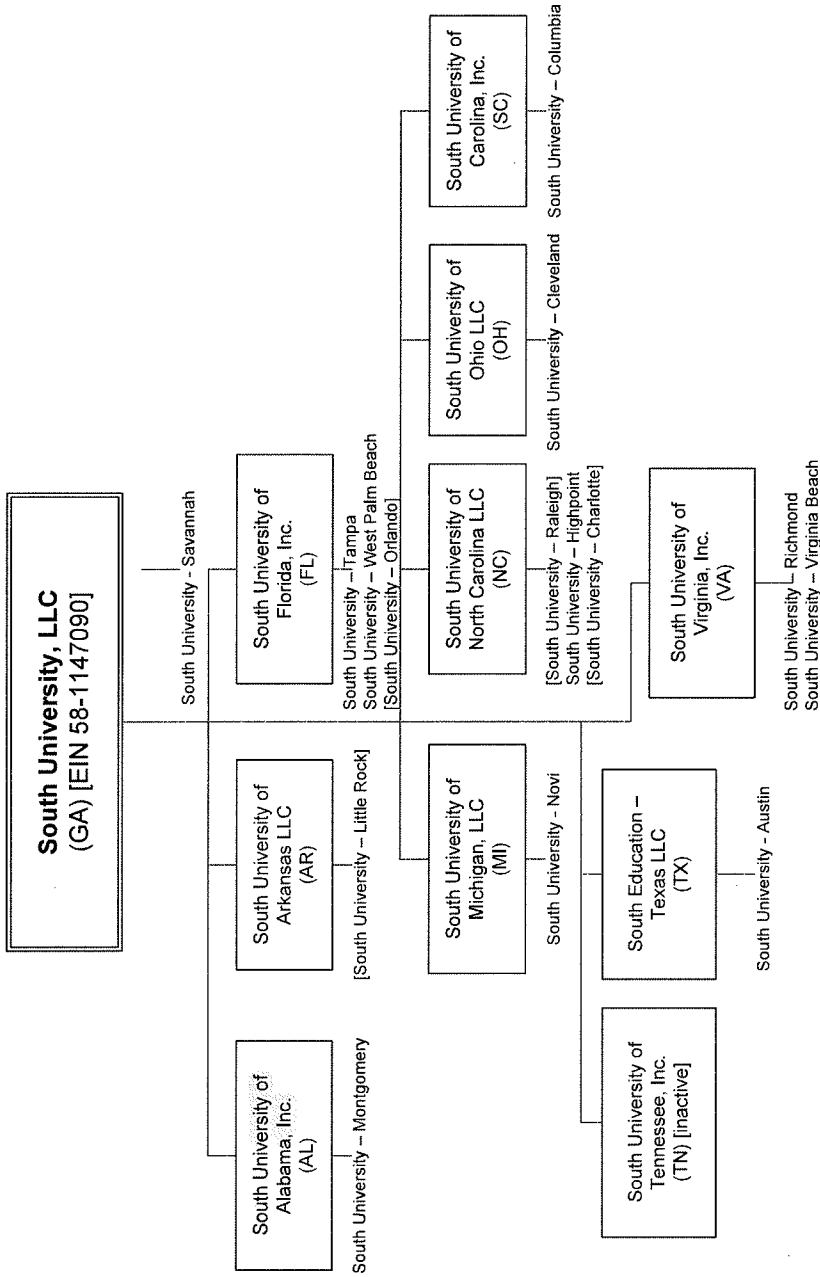 South University, LLC
(GA) [EIN 58-1147090]
South University - Savannah
South University of
Alabama, Inc.
(AL)
South University – Montgomery
South University of
Arkansas LLC
(AR)
[South University – Little Rock]
South University of
Florida, Inc.
(FL)
South University – Tampa
South University – West Palm Beach
[South University – Orlando]
South University of
Michigan, LLC
(MI)
South University - Novi
South University of
North Carolina LLC
(NC)
[South University – Raleigh]
South University – Highpoint
[South University – Charlotte]
South University of
Ohio LLC
(OH)
South University – Cleveland
South University of
Carolina, Inc.
(SC)
South University – Columbia
South University of
Tennessee, Inc.
(TN) [inactive]
South Education –
Texas LLC
(TX)
South University - Austin
South University of
Virginia, Inc.
(VA)
South University – Richmond
South University – Virginia Beach